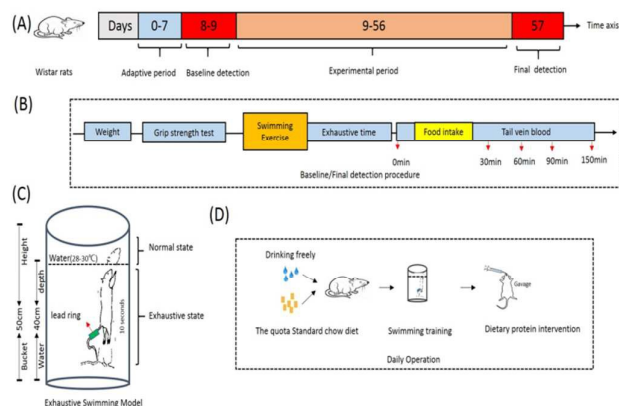 (A)
Days 0-7 8-9 9-56 57 Time axis
Wistar rats
Adaptive period Baseline detection Experimental period Final detection
(B)
Weight Grip strength test Swimming Exercise Exhaustive time Food intake Tail vein blood
0min 30min 60min 90min 150min
Baseline/Final detection procedure
(C)
Height
Bucket
50cm
40cm
Water depth
Water(28-30℃)
Normal state
lead ring
10 seconds
Exhaustive state
Exhaustive Swimming Model
(D)
Drinking freely
Gavage
The quota Standard chow diet Swimming training Dietary protein intervention
Daily Operation